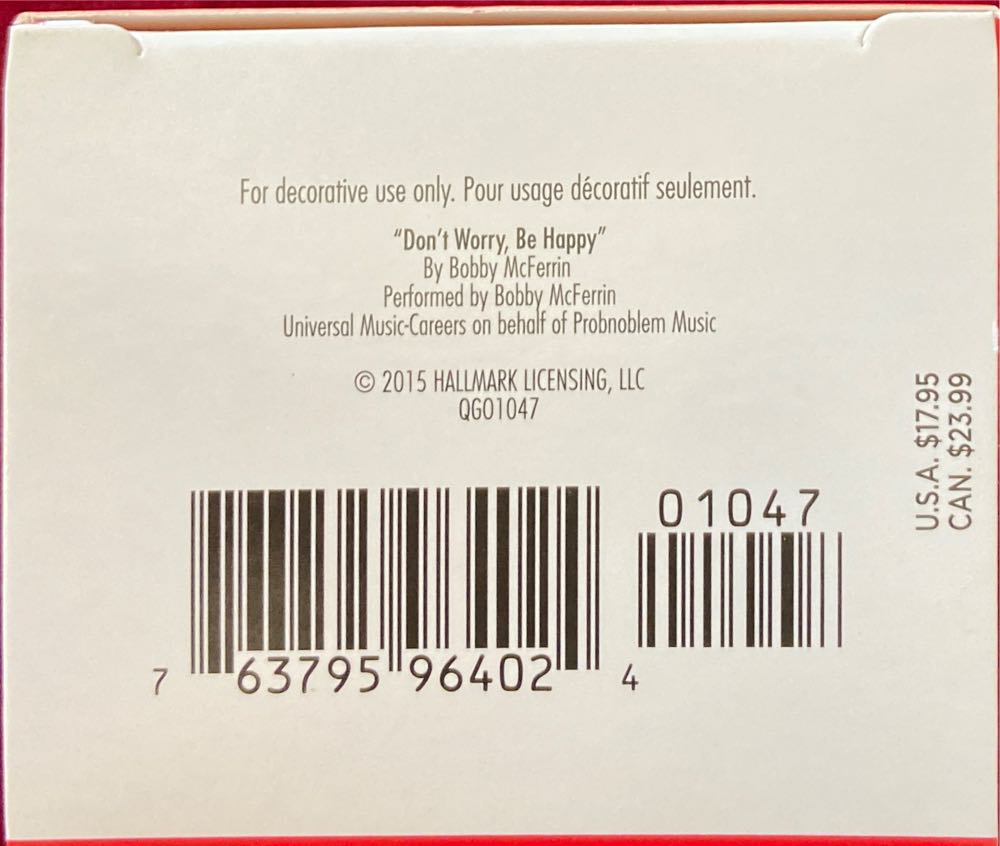 For decorative use only. Pour usage décoratif seulement.
“Don’t Worry, Be Happy”
By Bobby McFerrin
Performed by Bobby McFerrin
Universal Music-Careers on behalf of Probnoblem Music
© 2015 HALLMARK LICENSING, LLC
QGO1047
U.S.A. $17.95
CAN. $23.99
01047
7 63795 96402 4